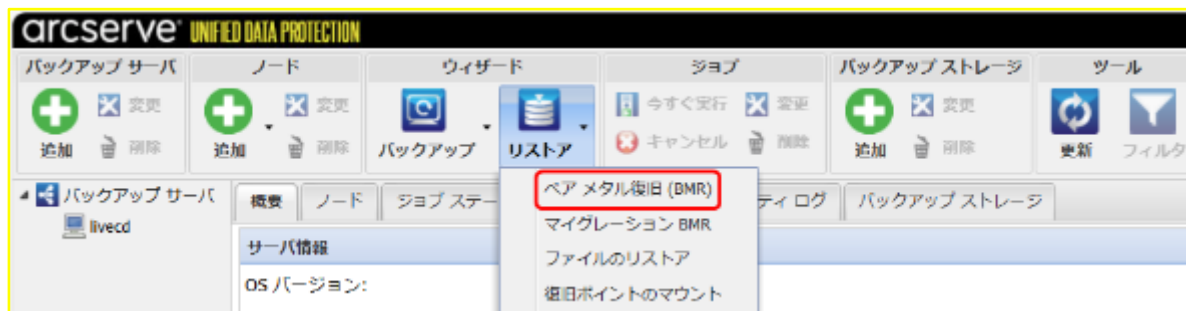 arcserve® UNIFIED DATA PROTECTION
バックアップ サーバ ノード ウィザード ジョブ バックアップ ストレージ ツール
変更 変更 今すぐ実行 変更 変更
追加 削除 追加 削除 バックアップ リストア キャンセル 削除 追加 削除 更新 フィルタ
バックアップ サーバ
livecd
概要 ノード ジョブ ステー ティ ログ バックアップ ストレージ
サーバ情報
OS バージョン:
ベア メタル復旧 (BMR)
マイグレーション BMR
ファイルのリストア
復旧ポイントのマウント